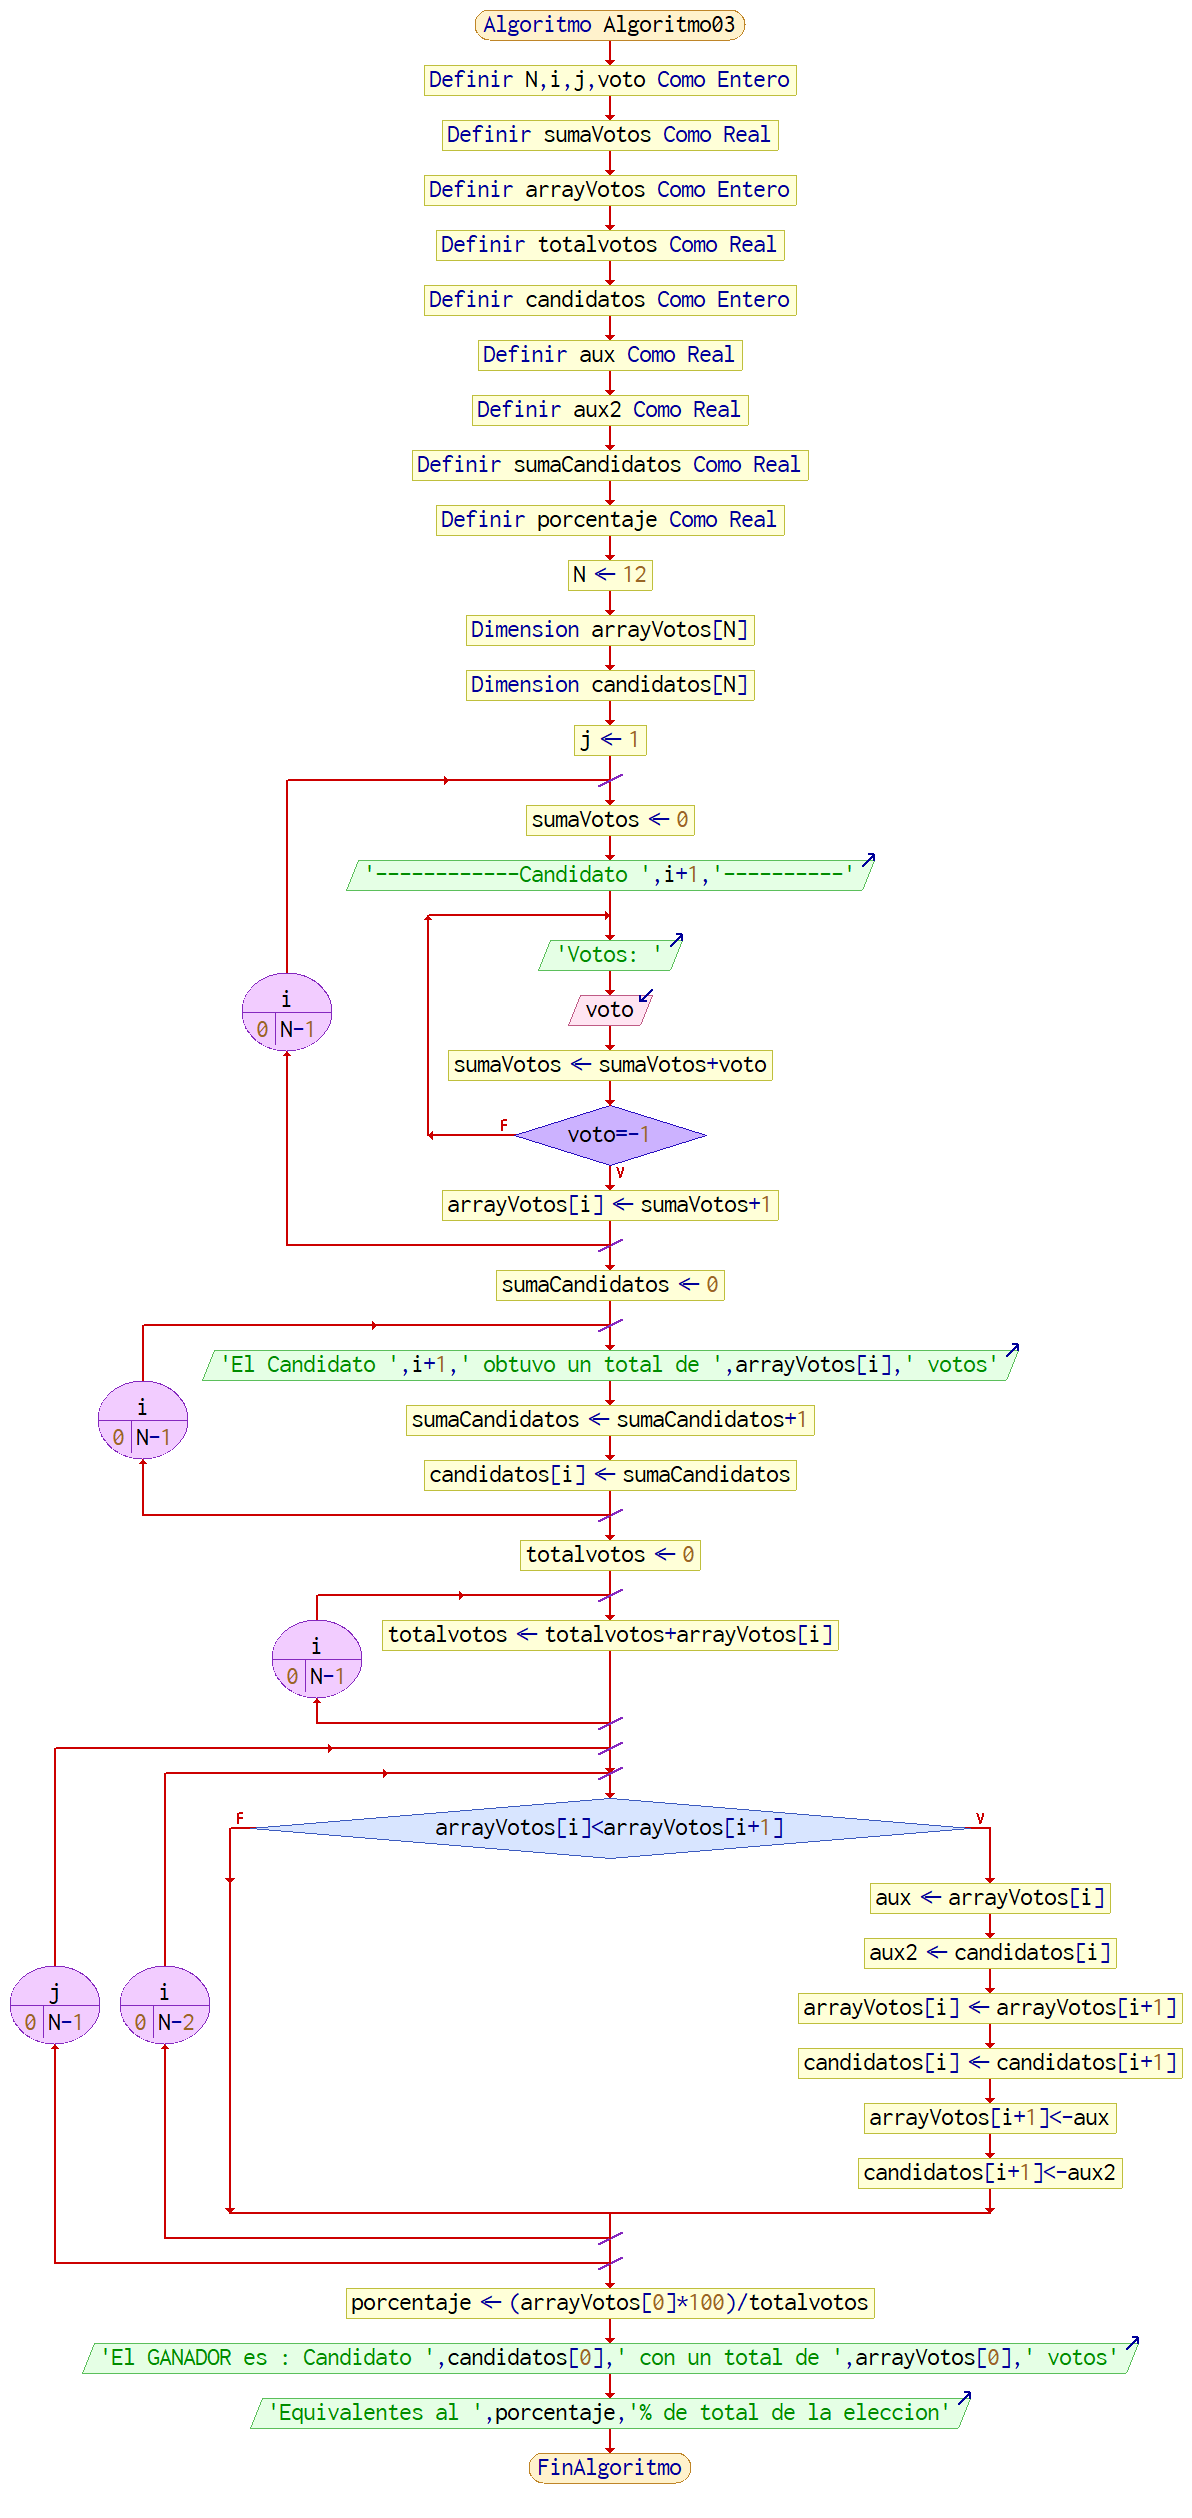 Algoritmo Algoritmo03
Definir N,i,j,voto Como Entero
Definir sumaVotos Como Real
Definir arrayVotos Como Entero
Definir totalvotos Como Real
Definir candidatos Como Entero
Definir aux Como Real
Definir aux2 Como Real
Definir sumaCandidatos Como Real
Definir porcentaje Como Real
N ← 12
Dimension arrayVotos[N]
Dimension candidatos[N]
j ← 1
sumaVotos ← 0
'------------Candidato ',i+1,'----------'
'Votos: '
i
0 N-1
voto
sumaVotos ← sumaVotos+voto
F
voto=-1
V
arrayVotos[i] ← sumaVotos+1
sumaCandidatos ← 0
'El Candidato ',i+1,' obtuvo un total de ',arrayVotos[i],' votos'
i
0 N-1
sumaCandidatos ← sumaCandidatos+1
candidatos[i] ← sumaCandidatos
totalvotos ← 0
totalvotos ← totalvotos+arrayVotos[i]
i
0 N-1
F
V
arrayVotos[i]<arrayVotos[i+1]
aux ← arrayVotos[i]
aux2 ← candidatos[i]
j
0 N-1
i
0 N-2
arrayVotos[i] ← arrayVotos[i+1]
candidatos[i] ← candidatos[i+1]
arrayVotos[i+1]<-aux
candidatos[i+1]<-aux2
porcentaje ← (arrayVotos[0]*100)/totalvotos
'El GANADOR es : Candidato ',candidatos[0],' con un total de ',arrayVotos[0],' votos'
'Equivalentes al ',porcentaje,'% de total de la eleccion'
FinAlgoritmo